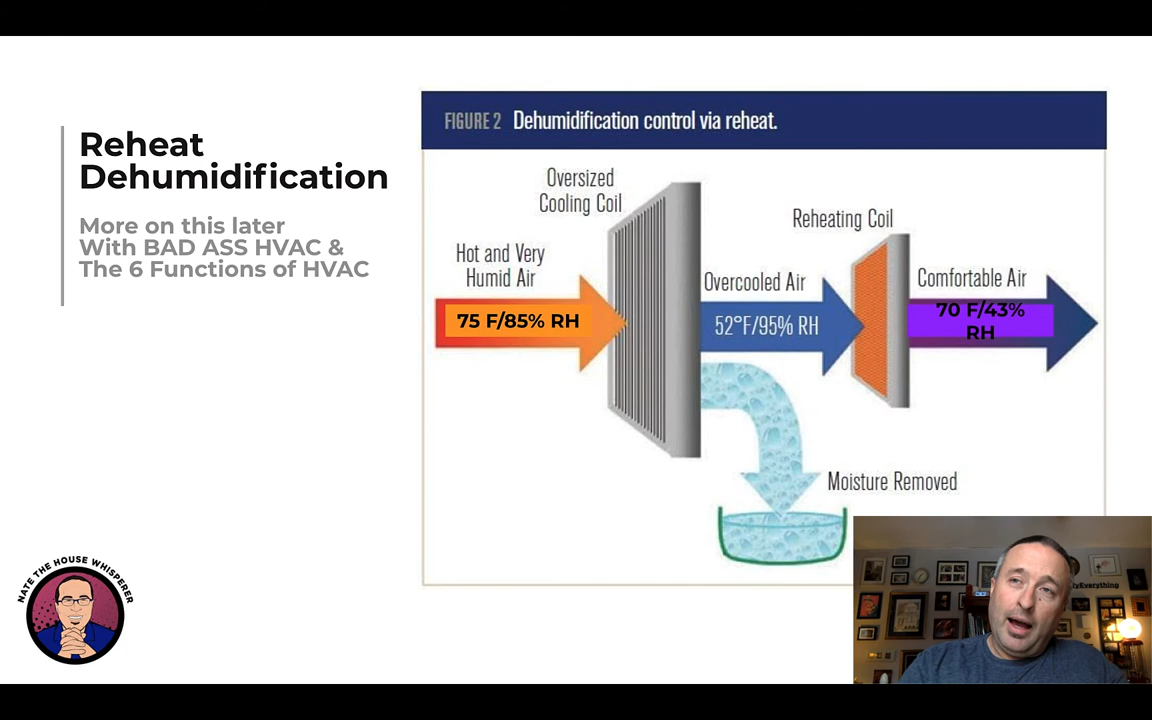 Reheat
Dehumidification
More on this later
With BAD ASS HVAC &
The 6 Functions of HVAC
FIGURE 2 Dehumidification control via reheat.
Oversized
Cooling Coil
Reheating Coil
Hot and Very
Humid Air
Overcooled Air
Comfortable Air
75 F/85% RH
52°F/95% RH
70 F/43%
RH
Moisture Removed
NATE THE HOUSE WHISPERER